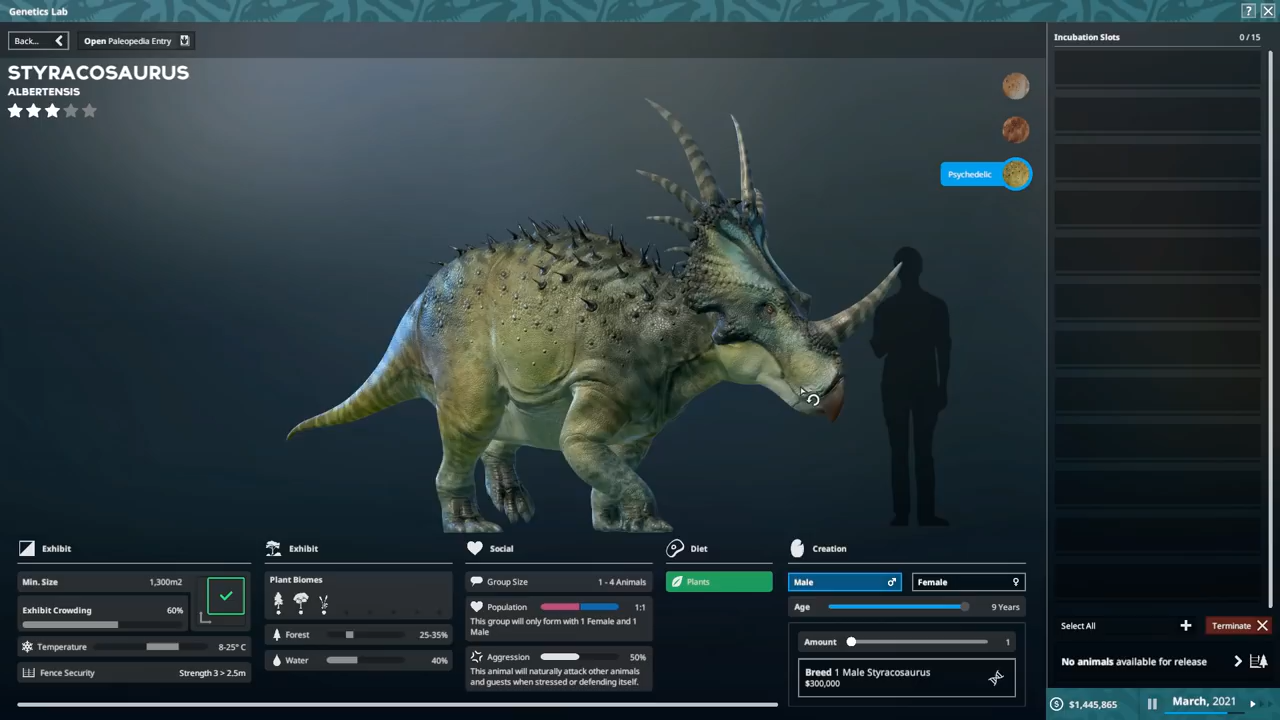 Genetics Lab
?
Back...
Open Paleopedia Entry
STYRACOSAURUS
ALBERTENSIS
Psychedelic
Incubation Slots 0 / 15
Exhibit
Min. Size 1,300m2
Exhibit Crowding 60%
Temperature 8-25° C
Fence Security Strength 3 > 2.5m
Exhibit
Plant Biomes
Forest 25-35%
Water 40%
Social
Group Size 1 - 4 Animals
Population 1:1
This group will only form with 1 Female and 1
Male
Aggression 50%
This animal will naturally attack other animals
and guests when stressed or defending itself.
Diet
Plants
Creation
Male
Female
Age 9 Years
Amount 1
Breed 1 Male Styracosaurus
$300,000
Select All
Terminate
No animals available for release
$1,445,865
March, 2021